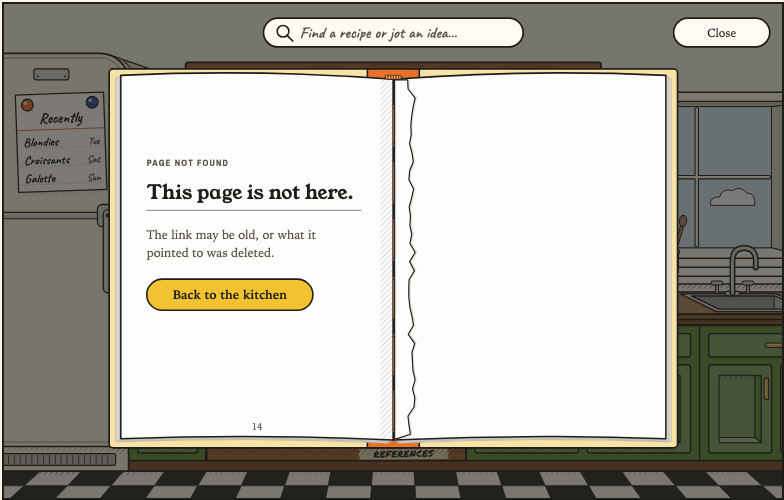 Find a recipe or jot an idea...
Close
Recently
Blondies Tue
Croissants Sat
Galette Sun
PAGE NOT FOUND
This page is not here.
The link may be old, or what it
pointed to was deleted.
Back to the kitchen
14
REFERENCES